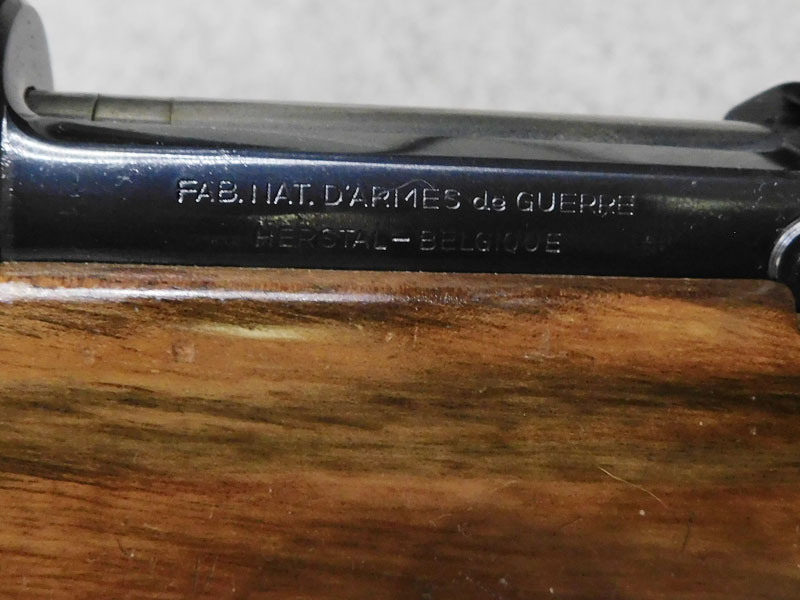 FAB. NAT. D'ARMES de GUERRE
HERSTAL - BELGIQUE